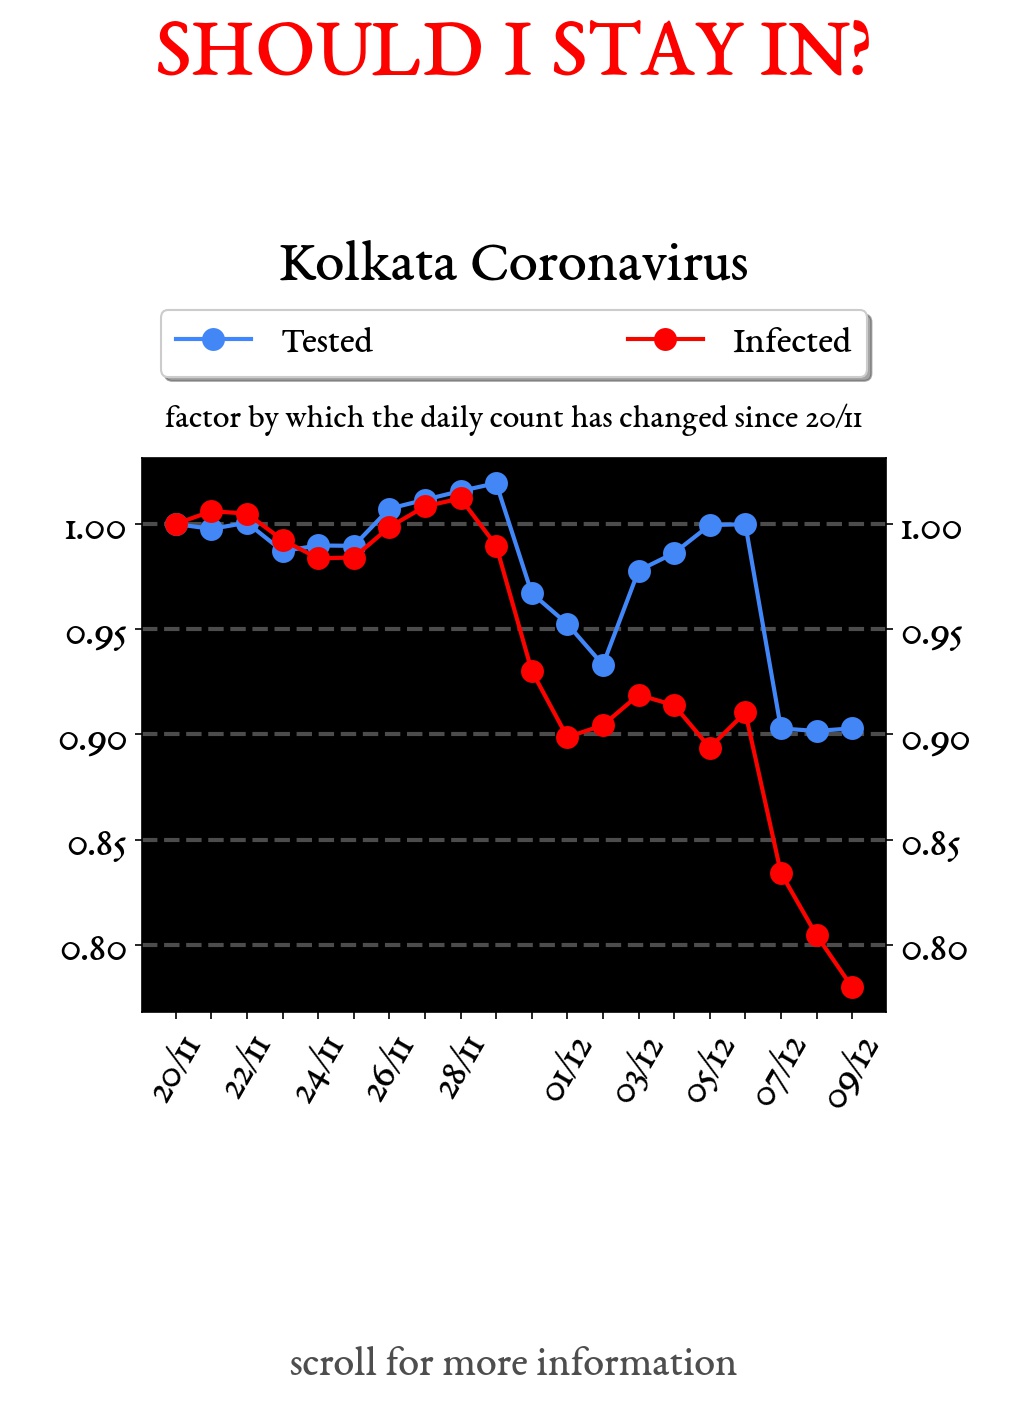 SHOULD I STAY IN?
Kolkata Coronavirus
Tested Infected
factor by which the daily count has changed since 20/11
1.00 1.00
0.95 0.95
0.90 0.90
0.85 0.85
0.80 0.80
20/11 22/11 24/11 26/11 28/11 01/12 03/12 05/12 07/12 09/12
scroll for more information